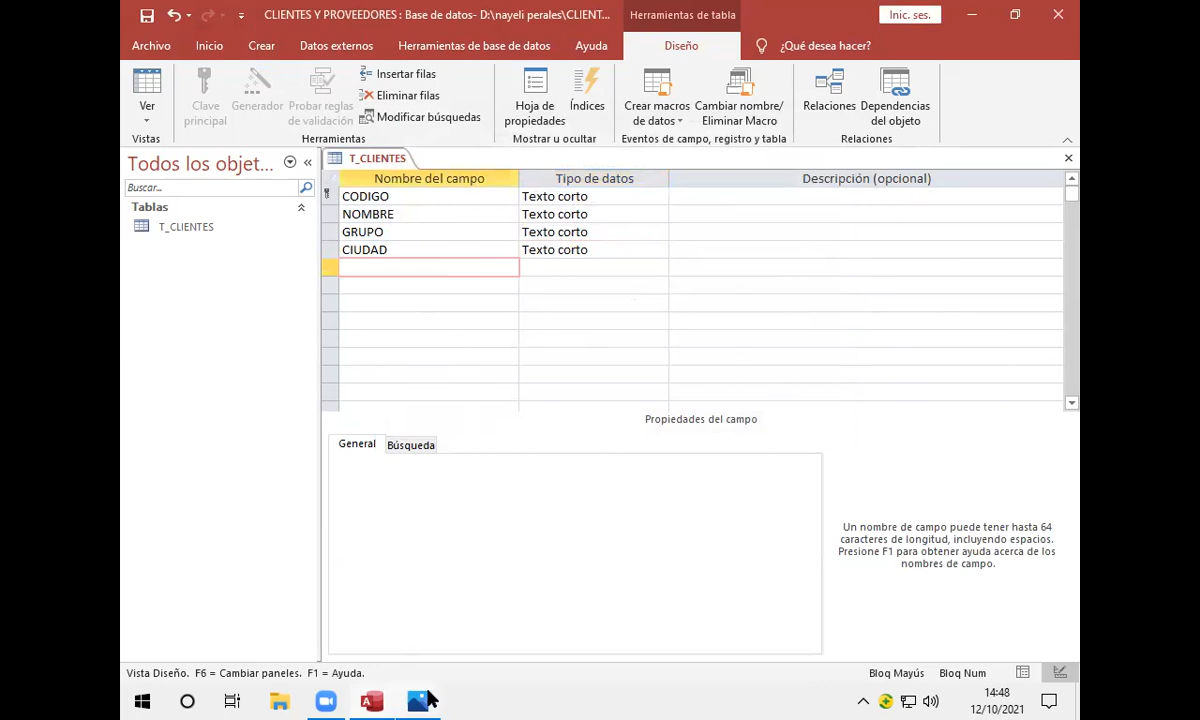 CLIENTES Y PROVEEDORES : Base de datos- D:\nayeli perales\CLIENT...
Herramientas de tabla
Inic. ses.
Archivo Inicio Crear Datos externos Herramientas de base de datos Ayuda Diseño ¿Qué desea hacer?
Ver
Vistas
Clave principal
Generador
Probar reglas de validación
Insertar filas
Eliminar filas
Modificar búsquedas
Herramientas
Hoja de propiedades
Índices
Mostrar u ocultar
Crear macros de datos
Cambiar nombre/ Eliminar Macro
Eventos de campo, registro y tabla
Relaciones
Dependencias del objeto
Relaciones
Todos los objet... «
Buscar...
Tablas
T_CLIENTES
T_CLIENTES
Nombre del campo Tipo de datos Descripción (opcional)
CODIGO Texto corto
NOMBRE Texto corto
GRUPO Texto corto
CIUDAD Texto corto
Propiedades del campo
General Búsqueda
Un nombre de campo puede tener hasta 64
caracteres de longitud, incluyendo espacios.
Presione F1 para obtener ayuda acerca de los
nombres de campo.
Vista Diseño. F6 = Cambiar paneles. F1 = Ayuda.
Bloq Mayús Bloq Num
14:48
12/10/2021